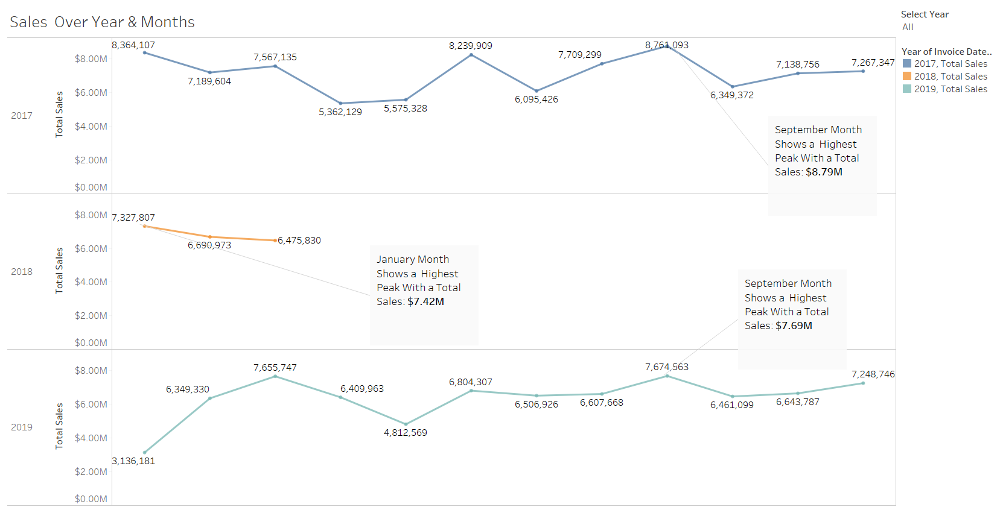 Sales Over Year & Months
Select Year
All
Year of Invoice Date..
2017, Total Sales
2018, Total Sales
2019, Total Sales
2017
Total Sales
$8.00M
$6.00M
$4.00M
$2.00M
$0.00M
8,364,107
7,189,604
7,567,135
5,362,129
5,575,328
8,239,909
6,095,426
7,709,299
8,761,093
6,349,372
7,138,756
7,267,347
September Month
Shows a Highest
Peak With a Total
Sales: $8.79M
2018
Total Sales
$8.00M
$6.00M
$4.00M
$2.00M
$0.00M
7,327,807
6,690,973
6,475,830
January Month
Shows a Highest
Peak With a Total
Sales: $7.42M
September Month
Shows a Highest
Peak With a Total
Sales: $7.69M
2019
Total Sales
$8.00M
$6.00M
$4.00M
$2.00M
$0.00M
3,136,181
6,349,330
7,655,747
6,409,963
4,812,569
6,804,307
6,506,926
6,607,668
7,674,563
6,461,099
6,643,787
7,248,746